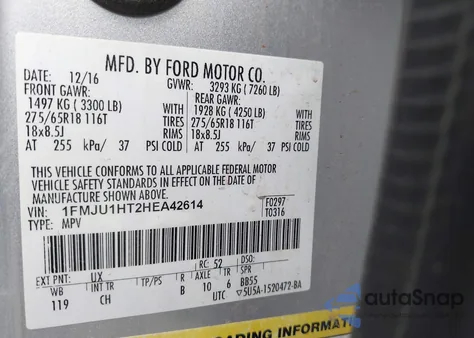 MFD. BY FORD MOTOR CO.
DATE: 12/16 GVWR: 3293 KG ( 7260 LB)
FRONT GAWR: REAR GAWR:
1497 KG ( 3300 LB) WITH 1928 KG ( 4250 LB) WITH
275/65R18 116T TIRES 275/65R18 116T TIRES
18x8.5J RIMS 18x8.5J RIMS
AT 255 kPa/ 37 PSI COLD AT 255 kPa/ 37 PSI COLD
THIS VEHICLE CONFORMS TO ALL APPLICABLE FEDERAL MOTOR
VEHICLE SAFETY STANDARDS IN EFFECT ON THE DATE OF
MANUFACTURE SHOWN ABOVE.
VIN: 1FMJU1HT2HEA42614 F0297
TYPE: MPV T0316
EXT PNT: UX RC: 52 DSO:
WB INT TR TP/PS R AXLE TR SPR
119 CH B 10 6 BB55
UTC 5U5A-1520472-BA
autoSnap
LOADING INFORMATI